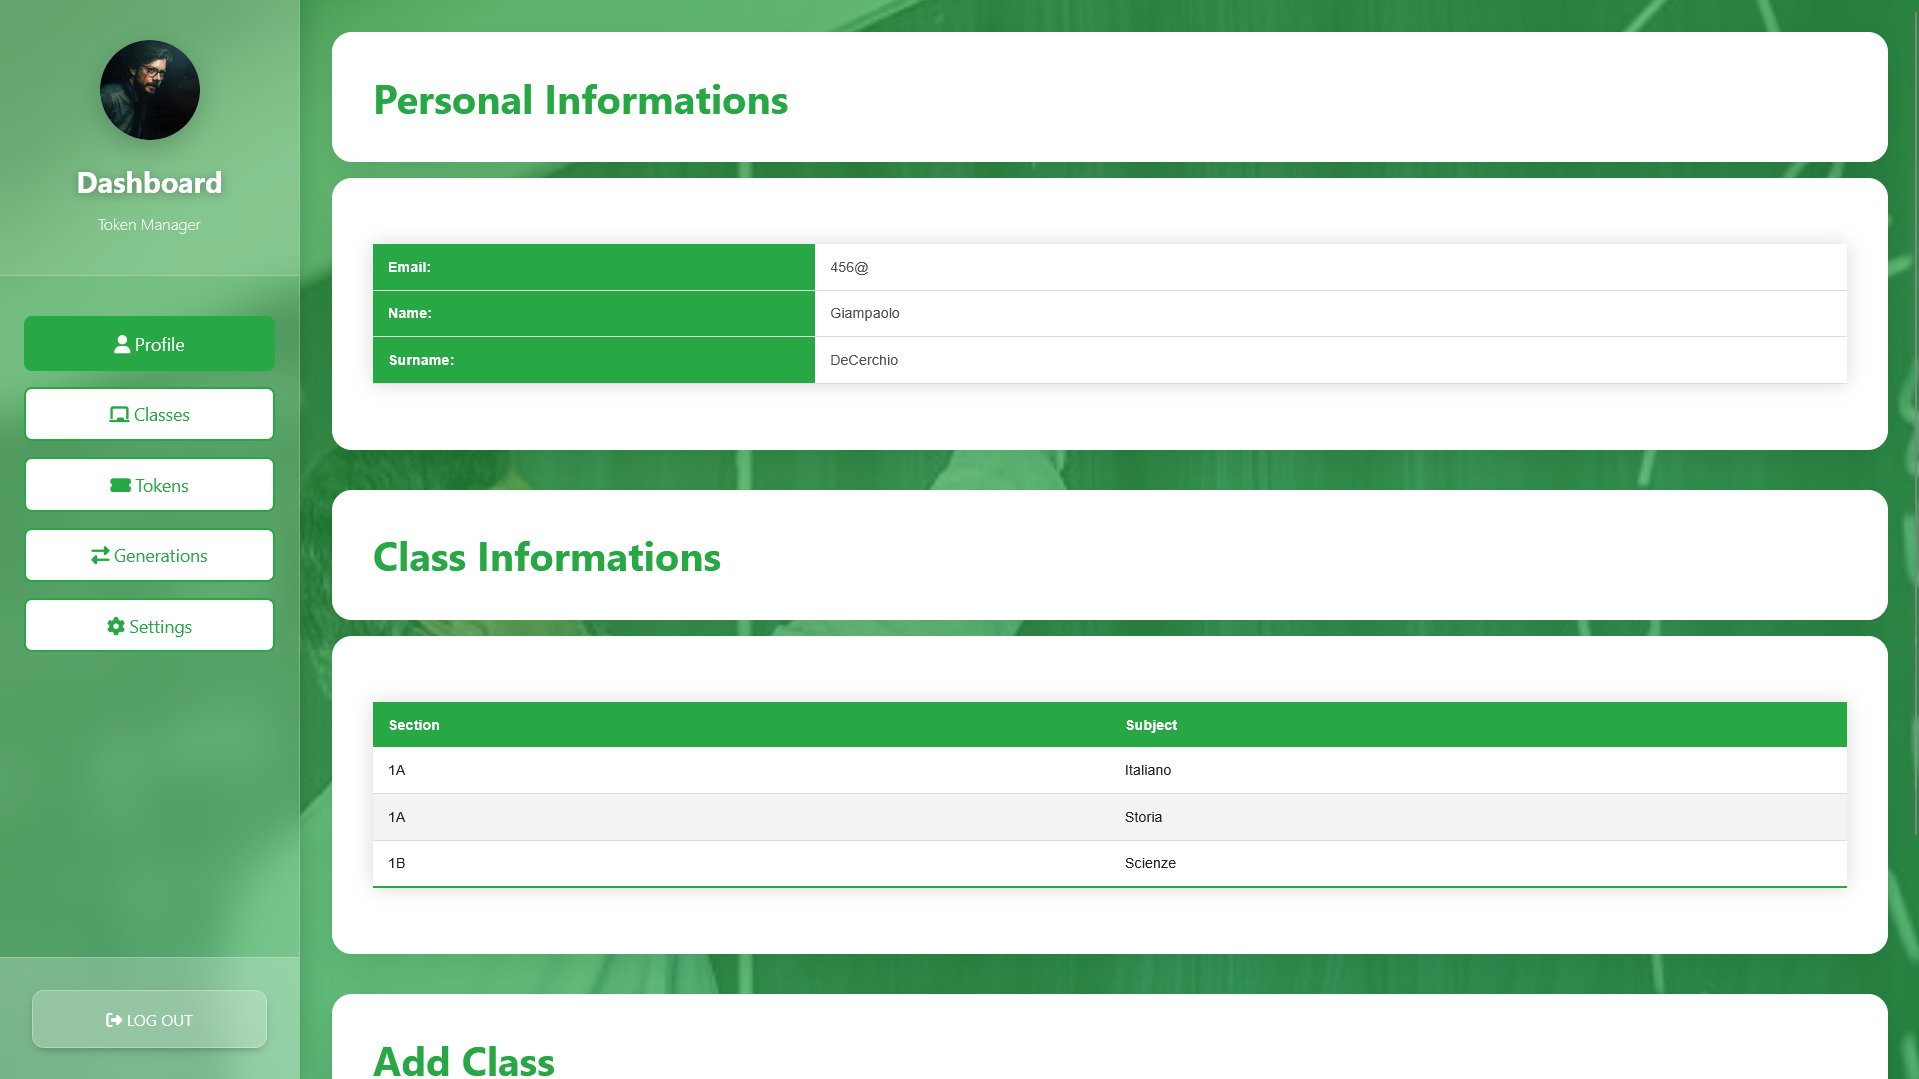 Dashboard
Token Manager
Profile
Classes
Tokens
Generations
Settings
LOG OUT
Personal Informations
Email: 456@
Name: Giampaolo
Surname: DeCerchio
Class Informations
Section Subject
1A Italiano
1A Storia
1B Scienze
Add Class